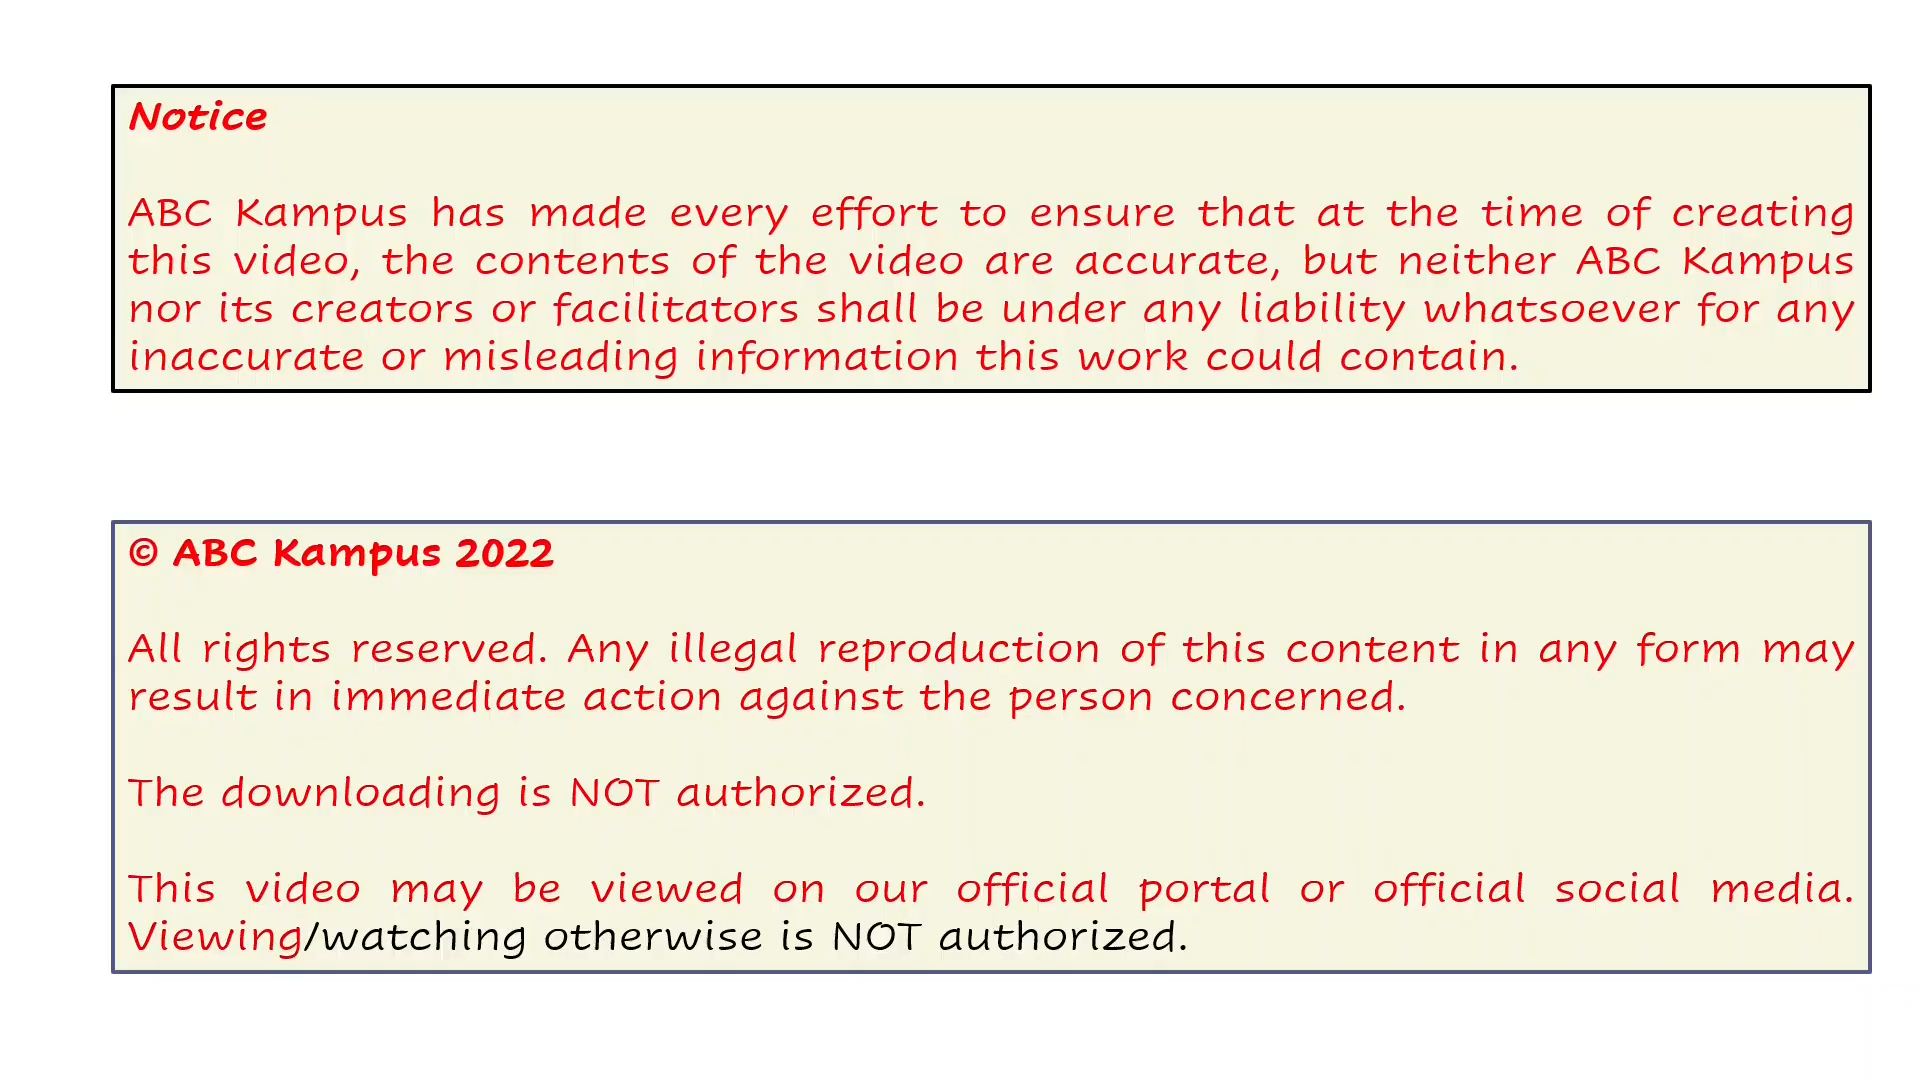 Notice
ABC Kampus has made every effort to ensure that at the time of creating
this video, the contents of the video are accurate, but neither ABC Kampus
nor its creators or facilitators shall be under any liability whatsoever for any
inaccurate or misleading information this work could contain.
© ABC Kampus 2022
All rights reserved. Any illegal reproduction of this content in any form may
result in immediate action against the person concerned.
The downloading is NOT authorized.
This video may be viewed on our official portal or official social media.
Viewing/watching otherwise is NOT authorized.